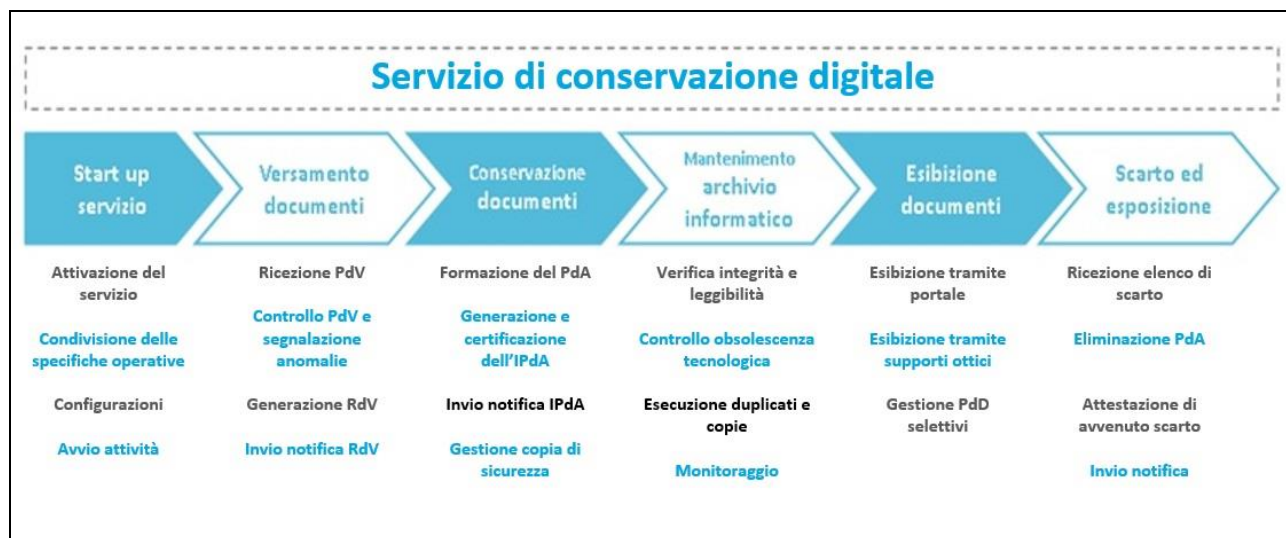 Servizio di conservazione digitale
Start up
servizio
Versamento
documenti
Conservazione
documenti
Mantenimento
archivio
informatico
Esibizione
documenti
Scarto ed
esposizione
Attivazione del
servizio
Condivisione delle
specifiche operative
Configurazioni
Avvio attività
Ricezione PdV
Controllo PdV e
segnalazione
anomalie
Generazione RdV
Invio notifica RdV
Formazione del PdA
Generazione e
certificazione
dell'IPdA
Invio notifica IPdA
Gestione copia di
sicurezza
Verifica integrità e
leggibilità
Controllo obsolescenza
tecnologica
Esecuzione duplicati e
copie
Monitoraggio
Esibizione tramite
portale
Esibizione tramite
supporti ottici
Gestione PdD
selettivi
Ricezione elenco di
scarto
Eliminazione PdA
Attestazione di
avvenuto scarto
Invio notifica